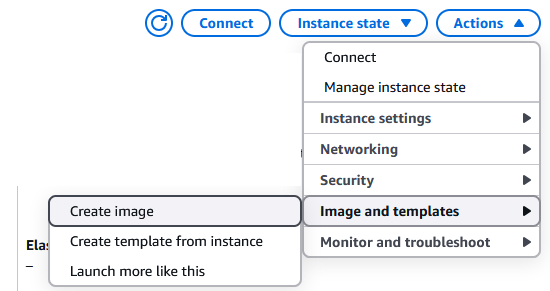 Connect
Instance state
Actions
Connect
Manage instance state
Instance settings
Networking
Security
Image and templates
Monitor and troubleshoot
Create image
Create template from instance
Launch more like this
Elas
–